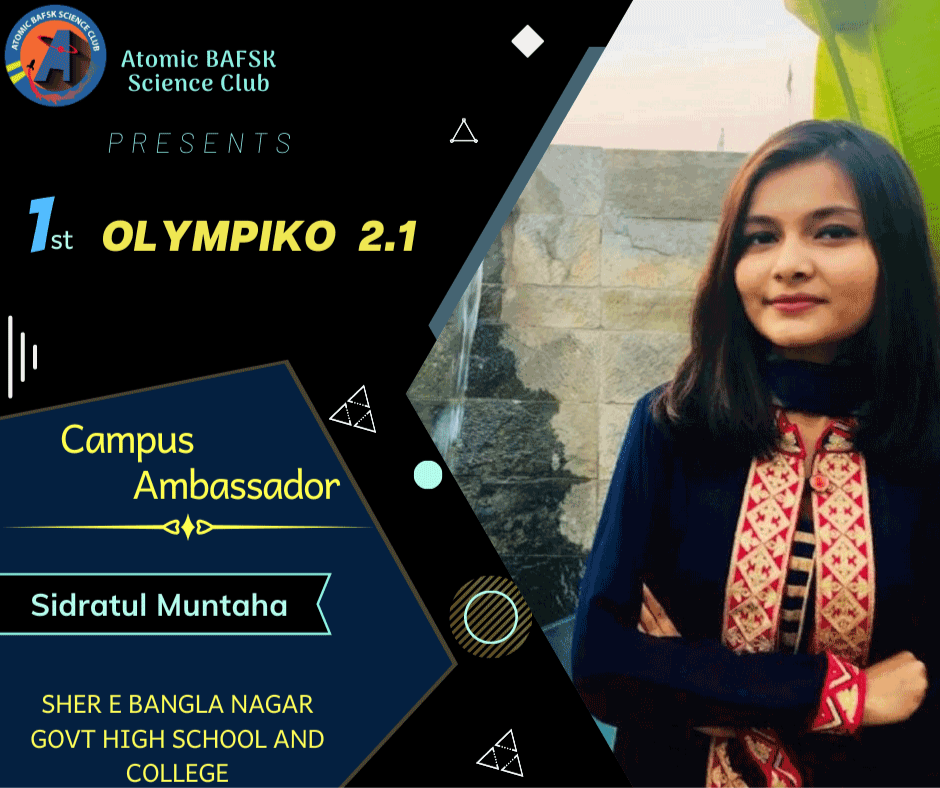 ATOMIC BAFSK SCIENCE CLUB
A
Atomic BAFSK
Science Club
PRESENTS
1st OLYMPIKO 2.1
Campus
Ambassador
Sidratul Muntaha
SHER E BANGLA NAGAR
GOVT HIGH SCHOOL AND
COLLEGE